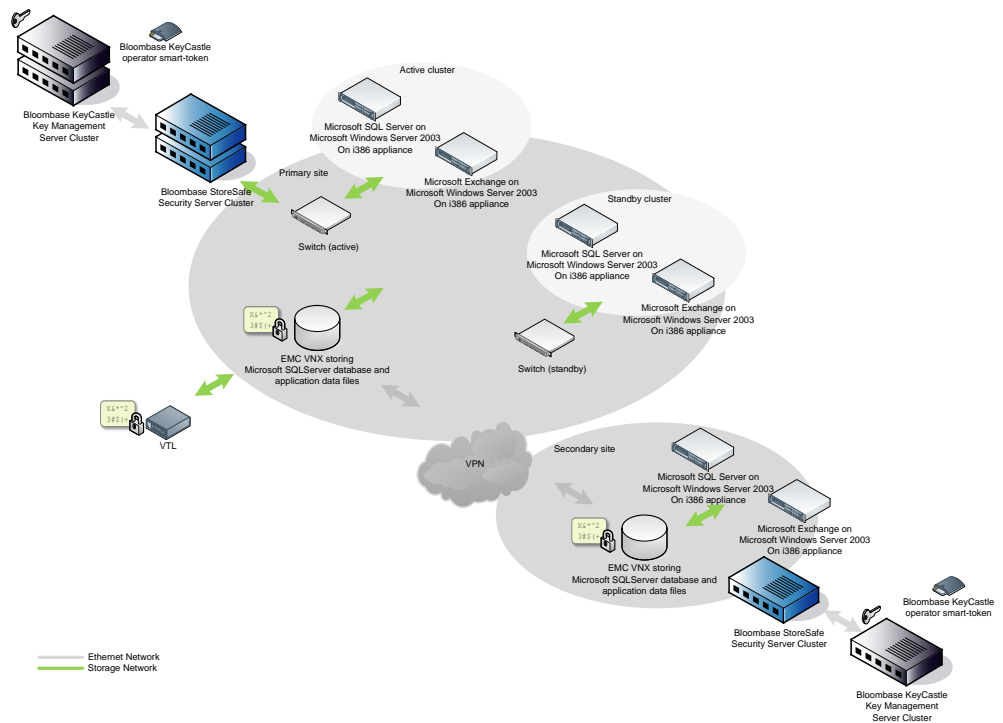 Bloombase KeyCastle
operator smart-token
Bloombase KeyCastle
Key Management
Server Cluster
Bloombase StoreSafe
Security Server Cluster
Active cluster
Microsoft SQL Server on
Microsoft Windows Server 2003
On i386 appliance
Microsoft Exchange on
Microsoft Windows Server 2003
On i386 appliance
Primary site
Switch (active)
Standby cluster
Microsoft SQL Server on
Microsoft Windows Server 2003
On i386 appliance
Microsoft Exchange on
Microsoft Windows Server 2003
On i386 appliance
Switch (standby)
X&*^2
3#$(+
EMC VNX storing
Microsoft SQLServer database and
application data files
X&*^2
3#$(+
VTL
VPN
Secondary site
Microsoft SQL Server on
Microsoft Windows Server 2003
On i386 appliance
Microsoft Exchange on
Microsoft Windows Server 2003
On i386 appliance
X&*^2
3#$(+
EMC VNX storing
Microsoft SQLServer database and
application data files
Bloombase StoreSafe
Security Server Cluster
Bloombase KeyCastle
operator smart-token
Bloombase KeyCastle
Key Management
Server Cluster
Ethernet Network
Storage Network